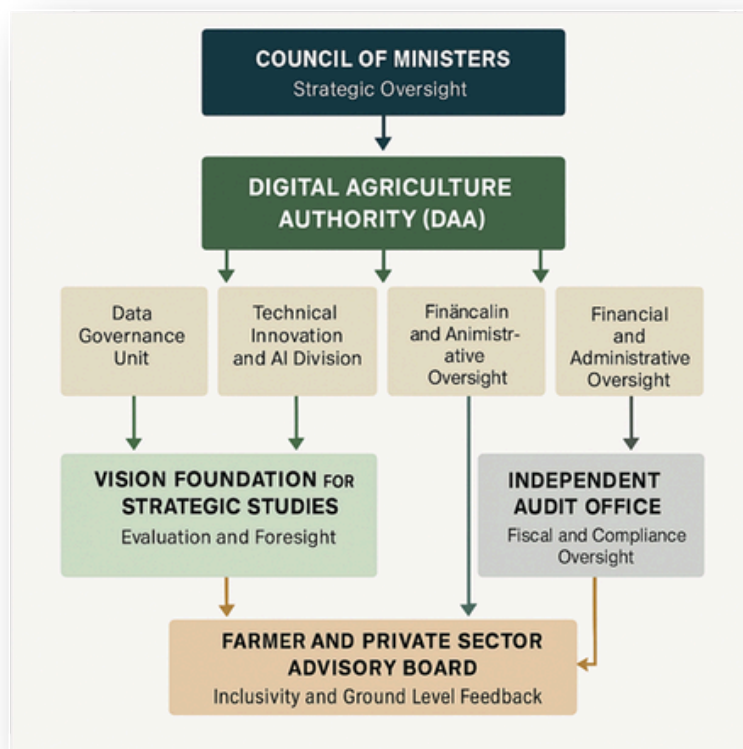 COUNCIL OF MINISTERS
Strategic Oversight
DIGITAL AGRICULTURE
AUTHORITY (DAA)
Data
Governance
Unit
Technical
Innovation
and AI Division
Finäncalin
and Animistr-
ative
Oversight
Financial
and
Administrative
Oversight
VISION FOUNDATION FOR
STRATEGIC STUDIES
Evaluation and Foresight
INDEPENDENT
AUDIT OFFICE
Fiscal and Compliance
Oversight
FARMER AND PRIVATE SECTOR
ADVISORY BOARD
Inclusivity and Ground Level Feedback